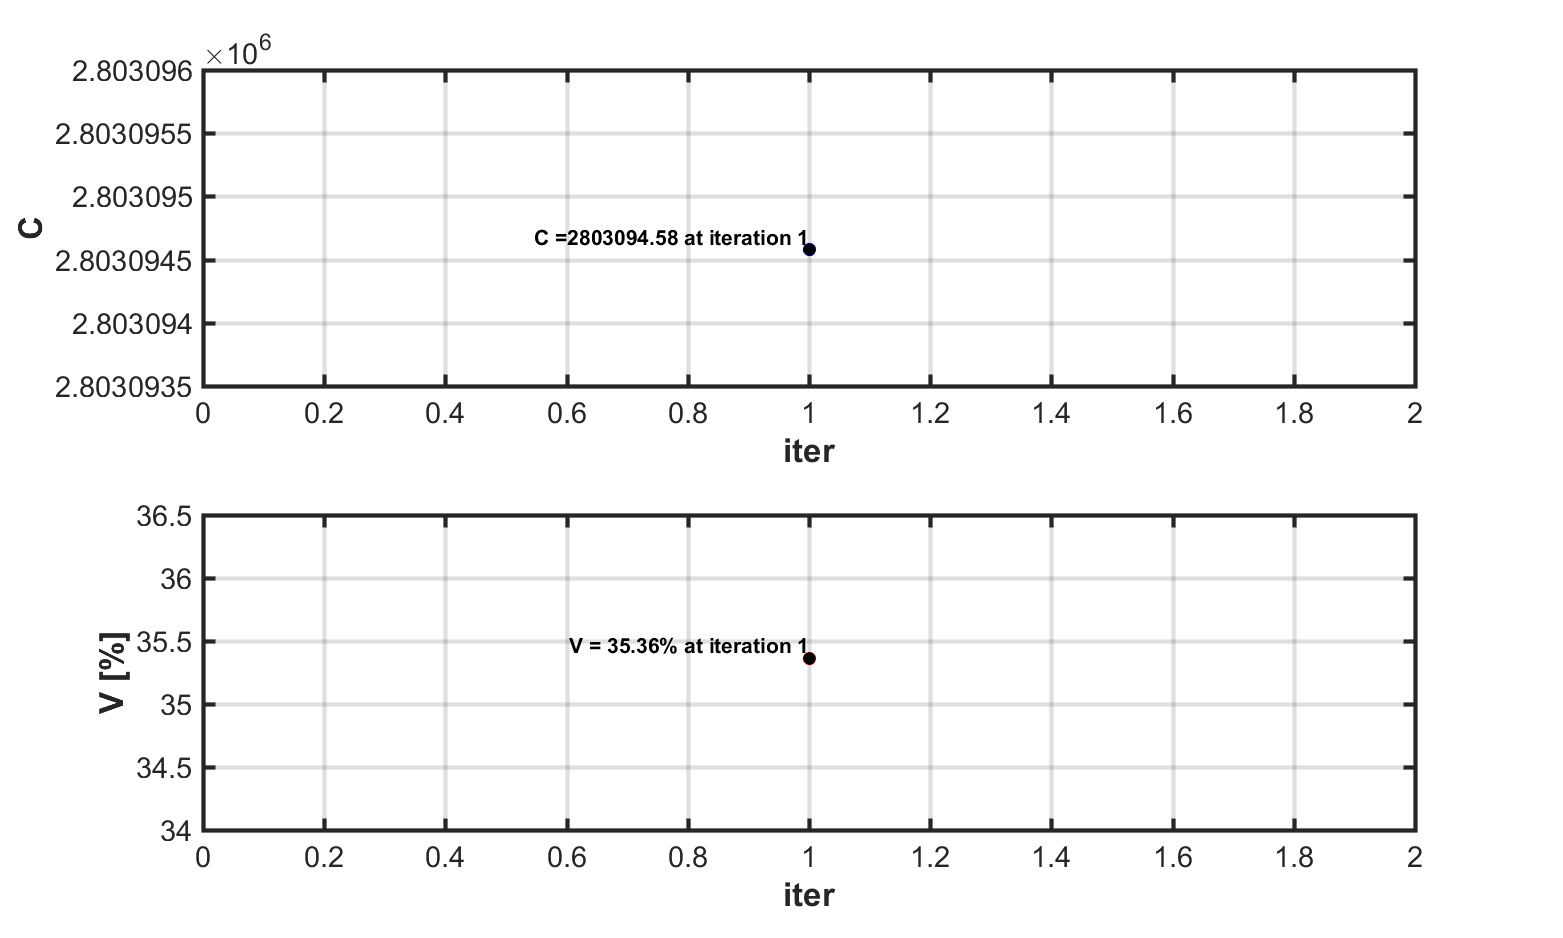 ×10^6
2.803096
2.8030955
2.803095
2.8030945
2.803094
2.8030935
C
C =2803094.58 at iteration 1
0 0.2 0.4 0.6 0.8 1 1.2 1.4 1.6 1.8 2
iter
36.5
36
35.5
35
34.5
34
V [%]
V = 35.36% at iteration 1
0 0.2 0.4 0.6 0.8 1 1.2 1.4 1.6 1.8 2
iter